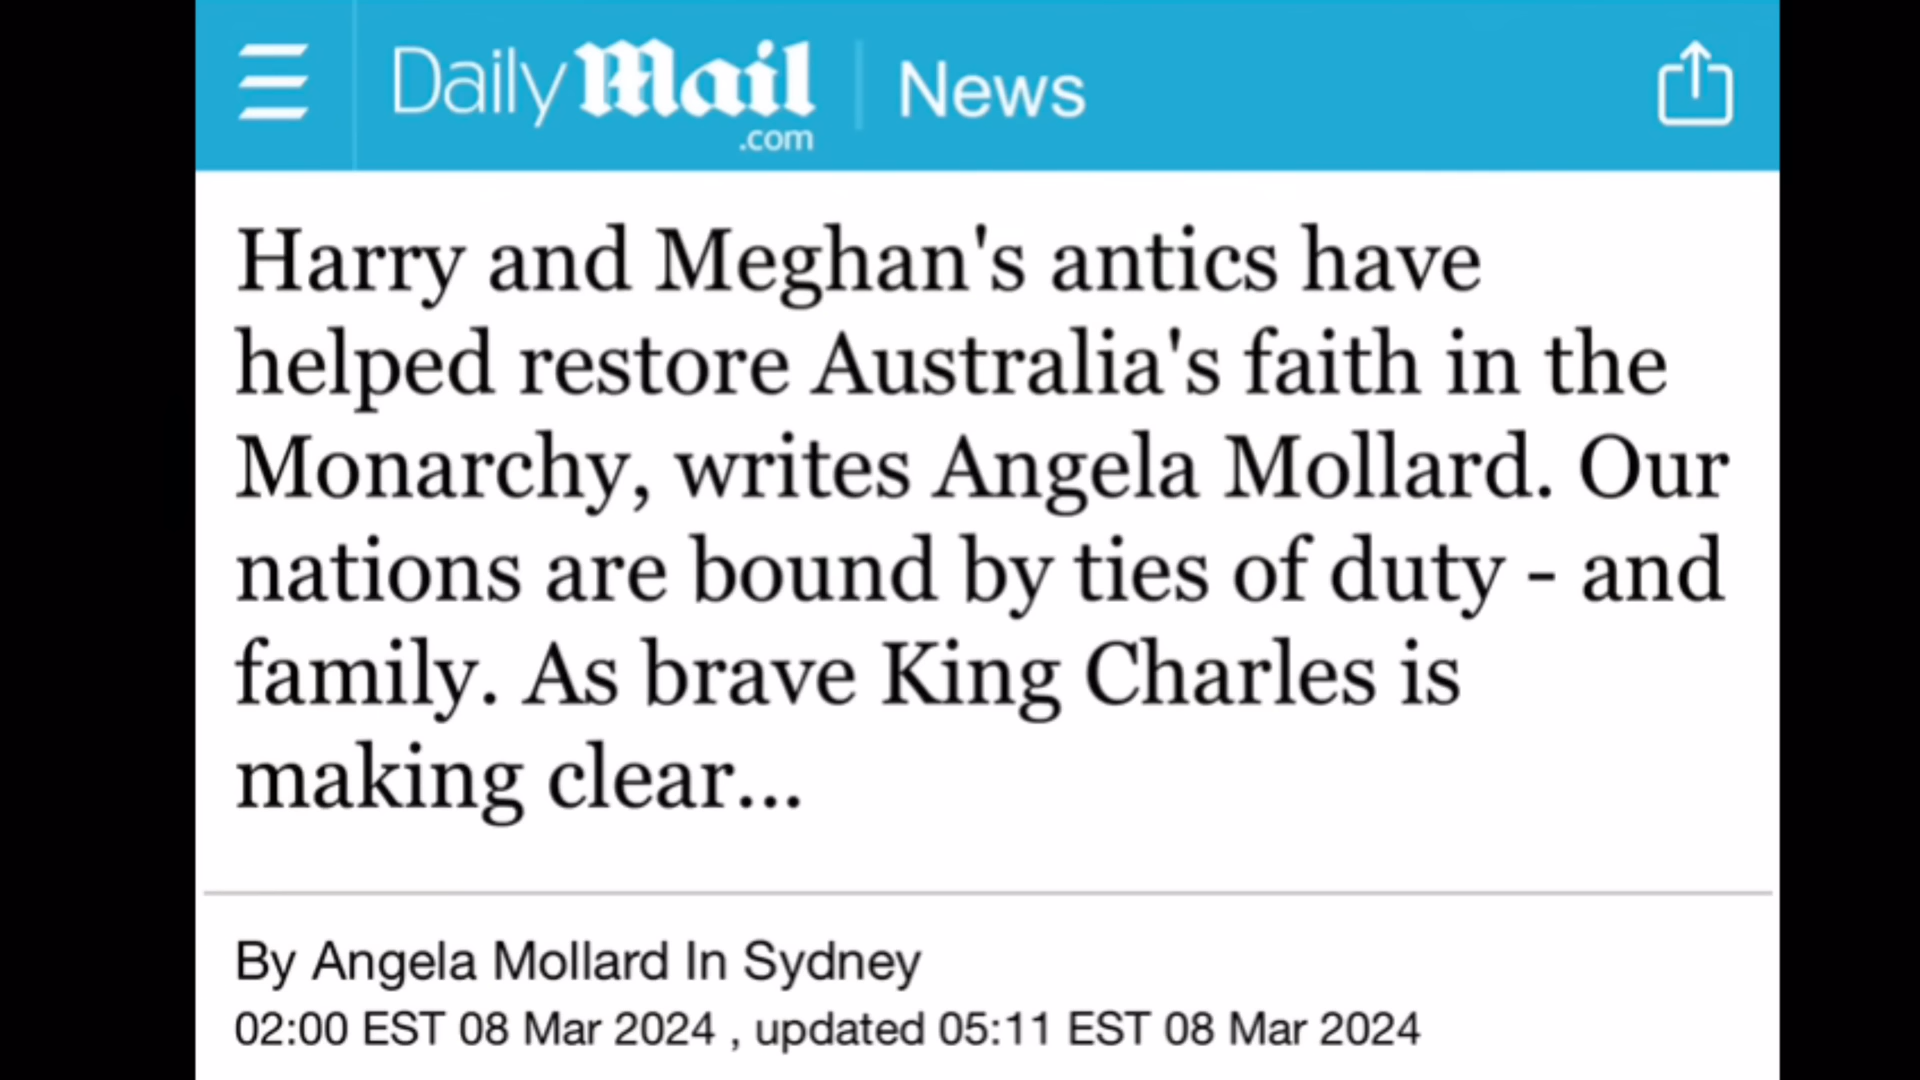 Daily Mail
.com
News
Harry and Meghan's antics have
helped restore Australia's faith in the
Monarchy, writes Angela Mollard. Our
nations are bound by ties of duty - and
family. As brave King Charles is
making clear...
By Angela Mollard In Sydney
02:00 EST 08 Mar 2024 , updated 05:11 EST 08 Mar 2024